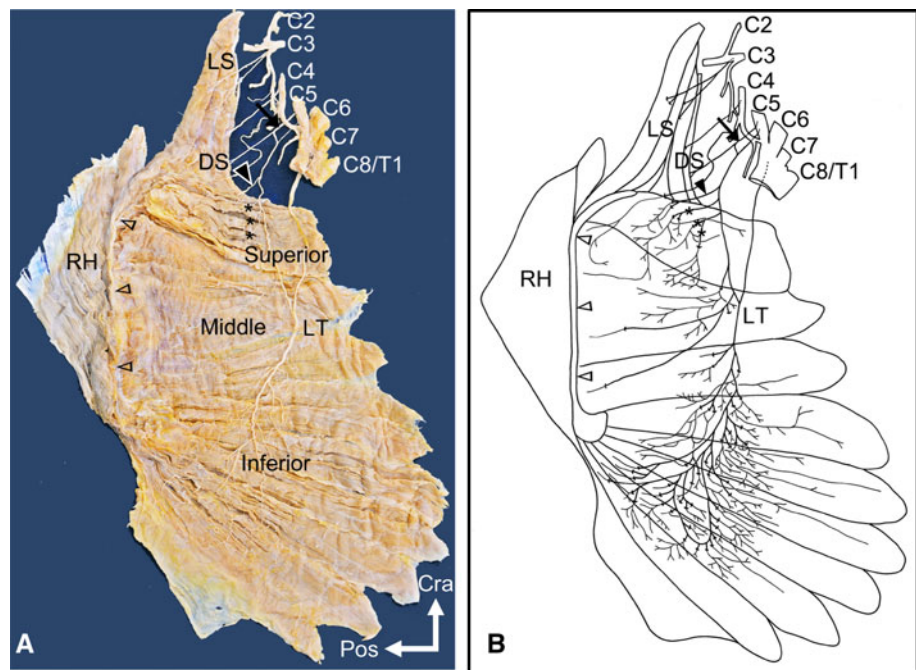 C2
C3
LS
C4
C5
C6
C7
C8/T1
DS
*
*
*
Superior
RH
Middle
LT
Inferior
Cra
Pos
A
C2
C3
C4
C5
C6
C7
C8/T1
LS
DS
*
*
*
RH
LT
B